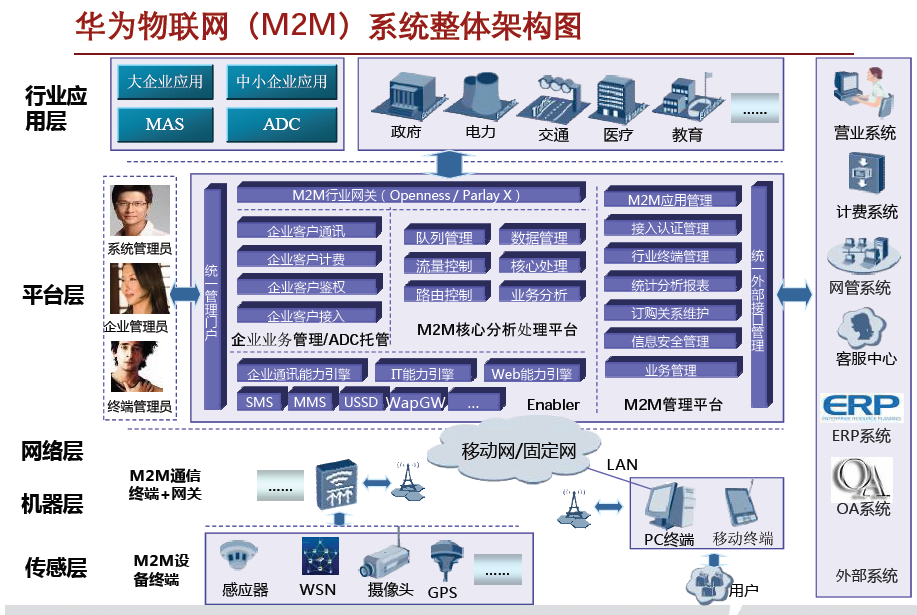 华为物联网（M2M）系统整体架构图
行业应
用层
大企业应用
中小企业应用
MAS
ADC
政府
电力
交通
医疗
教育
......
营业系统
计费系统
网管系统
客服中心
ERP
ENTERPRISE RESOURCE PLANNING
ERP系统
OA
OA系统
外部系统
平台层
系统管理员
企业管理员
终端管理员
统一管理门户
M2M行业网关（Openness / Parlay X）
企业客户通讯
企业客户计费
企业客户鉴权
企业客户接入
企业业务管理/ADC托管
队列管理
数据管理
流量控制
核心处理
路由控制
业务分析
M2M核心分析处理平台
企业通讯能力引擎
IT能力引擎
Web能力引擎
SMS
MMS
USSD
WapGW
...
Enabler
M2M应用管理
接入认证管理
行业终端管理
统计分析报表
订购关系维护
信息安全管理
业务管理
M2M管理平台
统一外部接口管理
网络层
移动网/固定网
LAN
机器层
M2M通信
终端+网关
......
PC终端
移动终端
用户
传感层
M2M设
备终端
感应器
WSN
摄像头
GPS
......